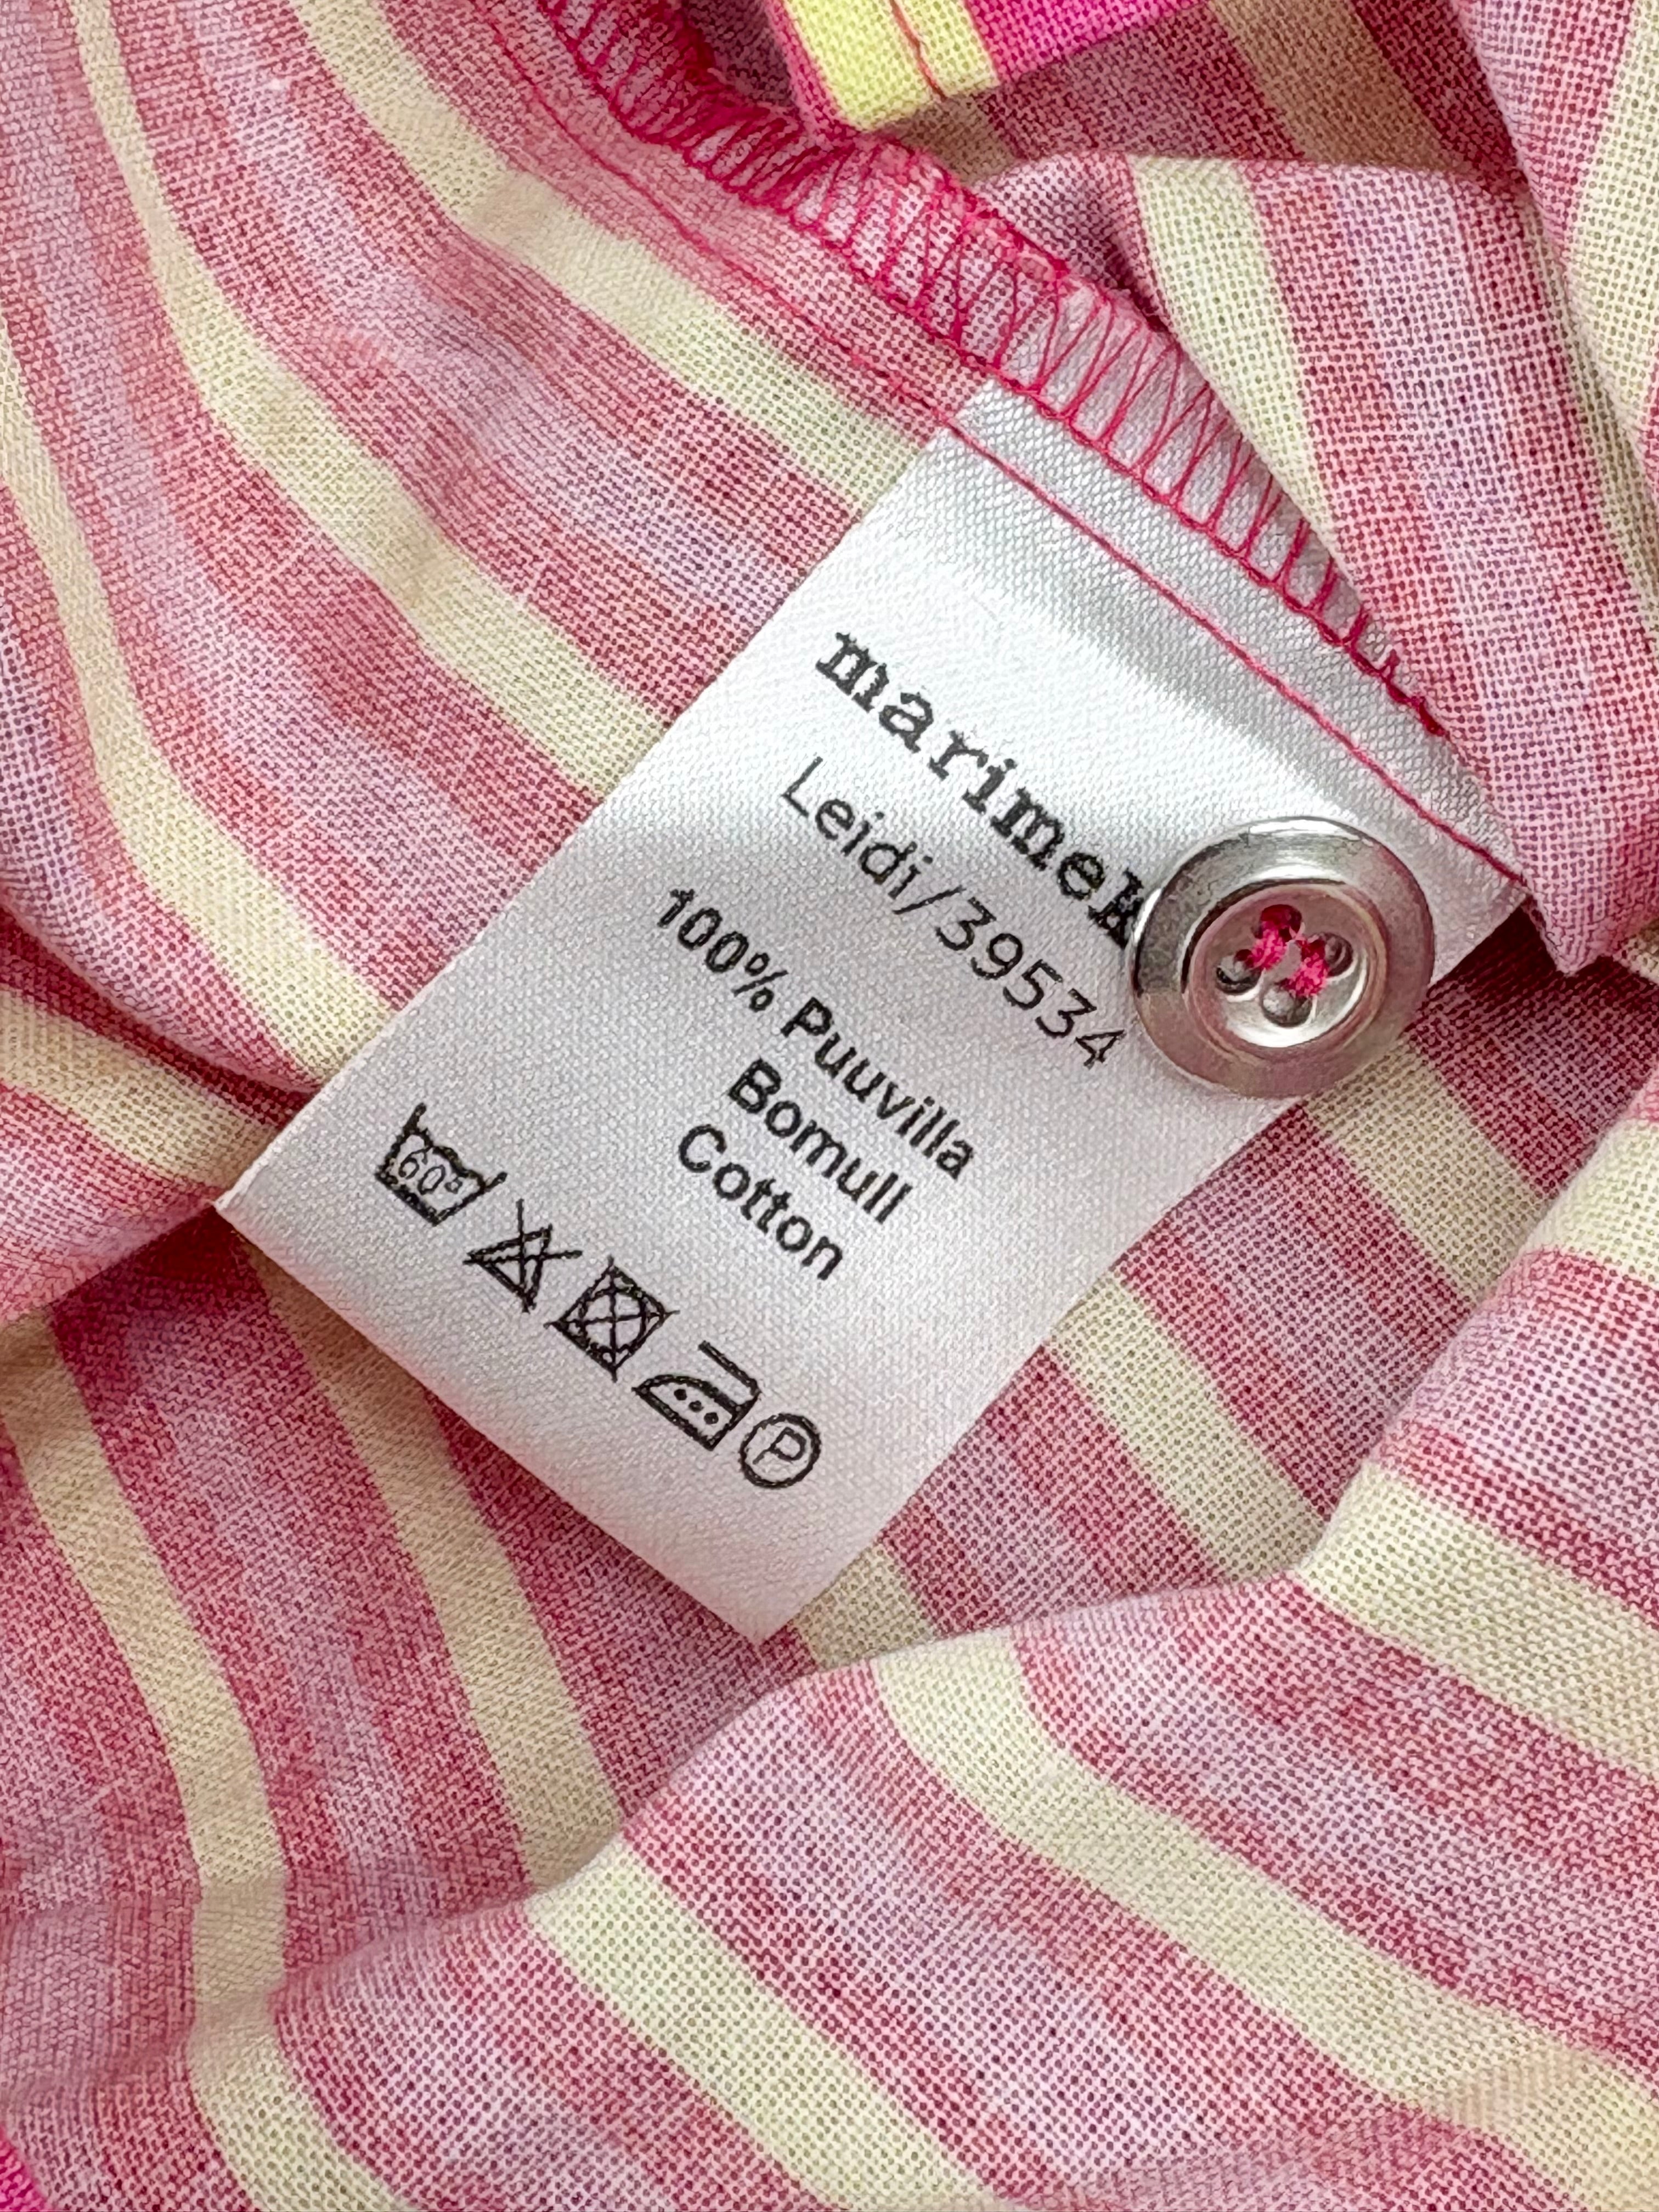 marimek
Leidi/39534
100% Puuvilla
Bomull
Cotton
60°
P